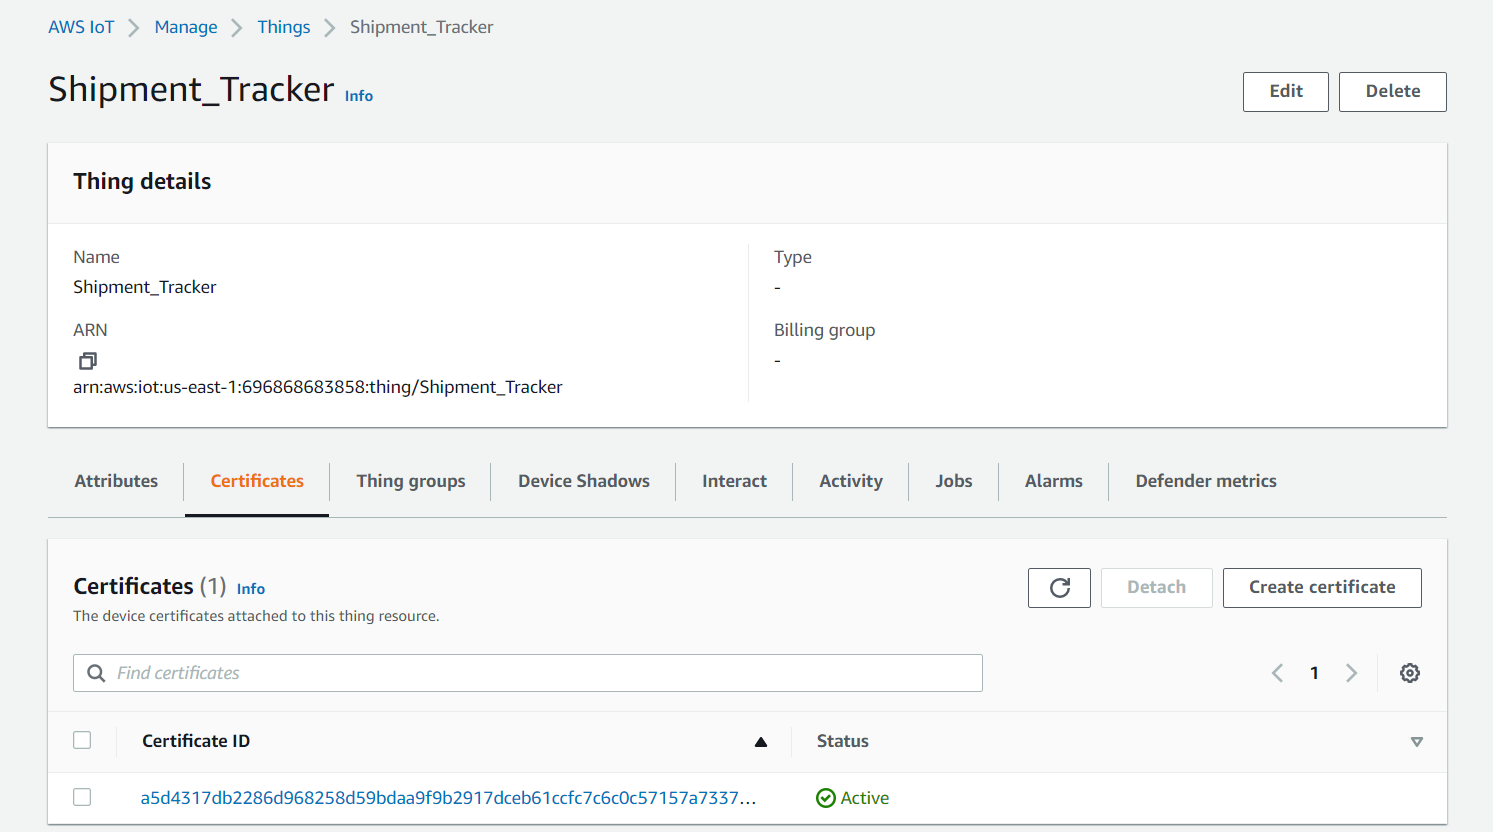 AWS IoT Manage Things Shipment_Tracker
Shipment_Tracker Info
Edit Delete
Thing details
Name
Shipment_Tracker
ARN
arn:aws:iot:us-east-1:696868683858:thing/Shipment_Tracker
Type
-
Billing group
-
Attributes Certificates Thing groups Device Shadows Interact Activity Jobs Alarms Defender metrics
Certificates (1) Info
The device certificates attached to this thing resource.
Detach Create certificate
Find certificates
1
Certificate ID Status
a5d4317db2286d968258d59bdaa9f9b2917dceb61ccfc7c6c0c57157a7337... Active